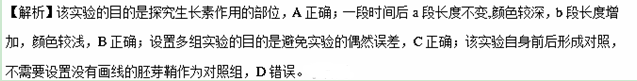 【解析】该实验的目的是探究生长素作用的部位，A 正确；一段时间后 a 段长度不变,颜色较深，b 段长度增
加，颜色较浅，B 正确；设置多组实验的目的是避免实验的偶然误差，C 正确；该实验自身前后形成对照，
不需要设置没有画线的胚芽鞘作为对照组，D 错误。